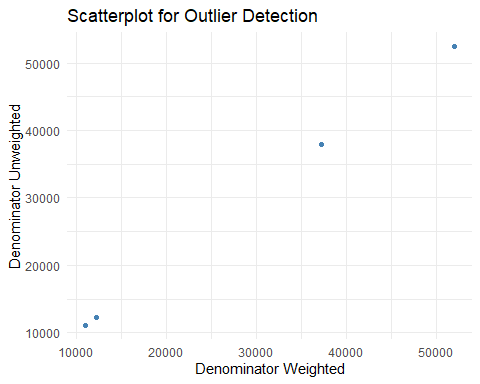 Scatterplot for Outlier Detection
Denominator Unweighted
50000
40000
30000
20000
10000
10000 20000 30000 40000 50000
Denominator Weighted